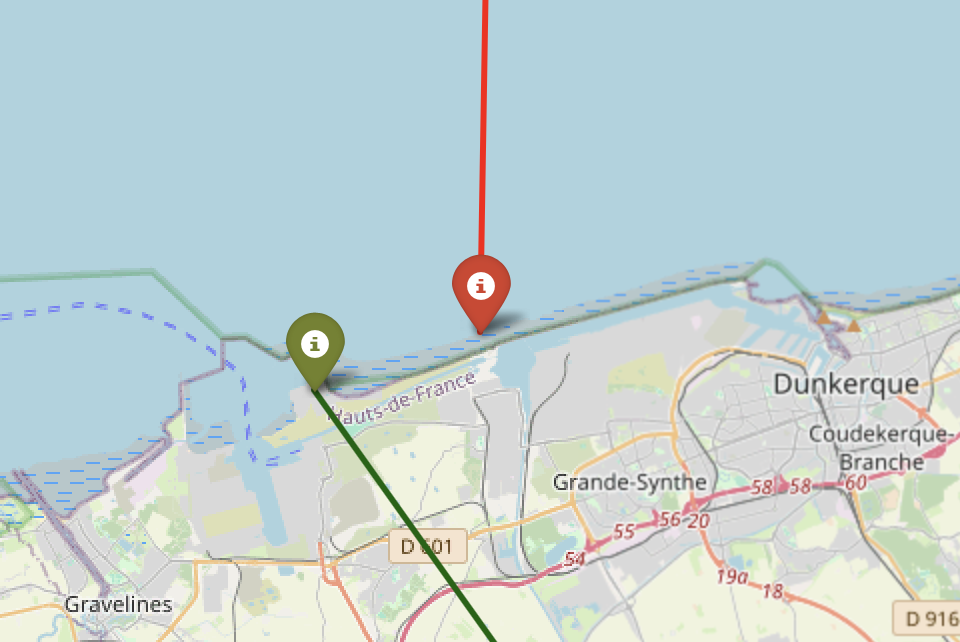 i
i
Hauts-de-France
Dunkerque
Coudekerque-
Branche
Grande-Synthe
58
58
60
56-20
55
54
D 601
19a
18
Gravelines
D 916